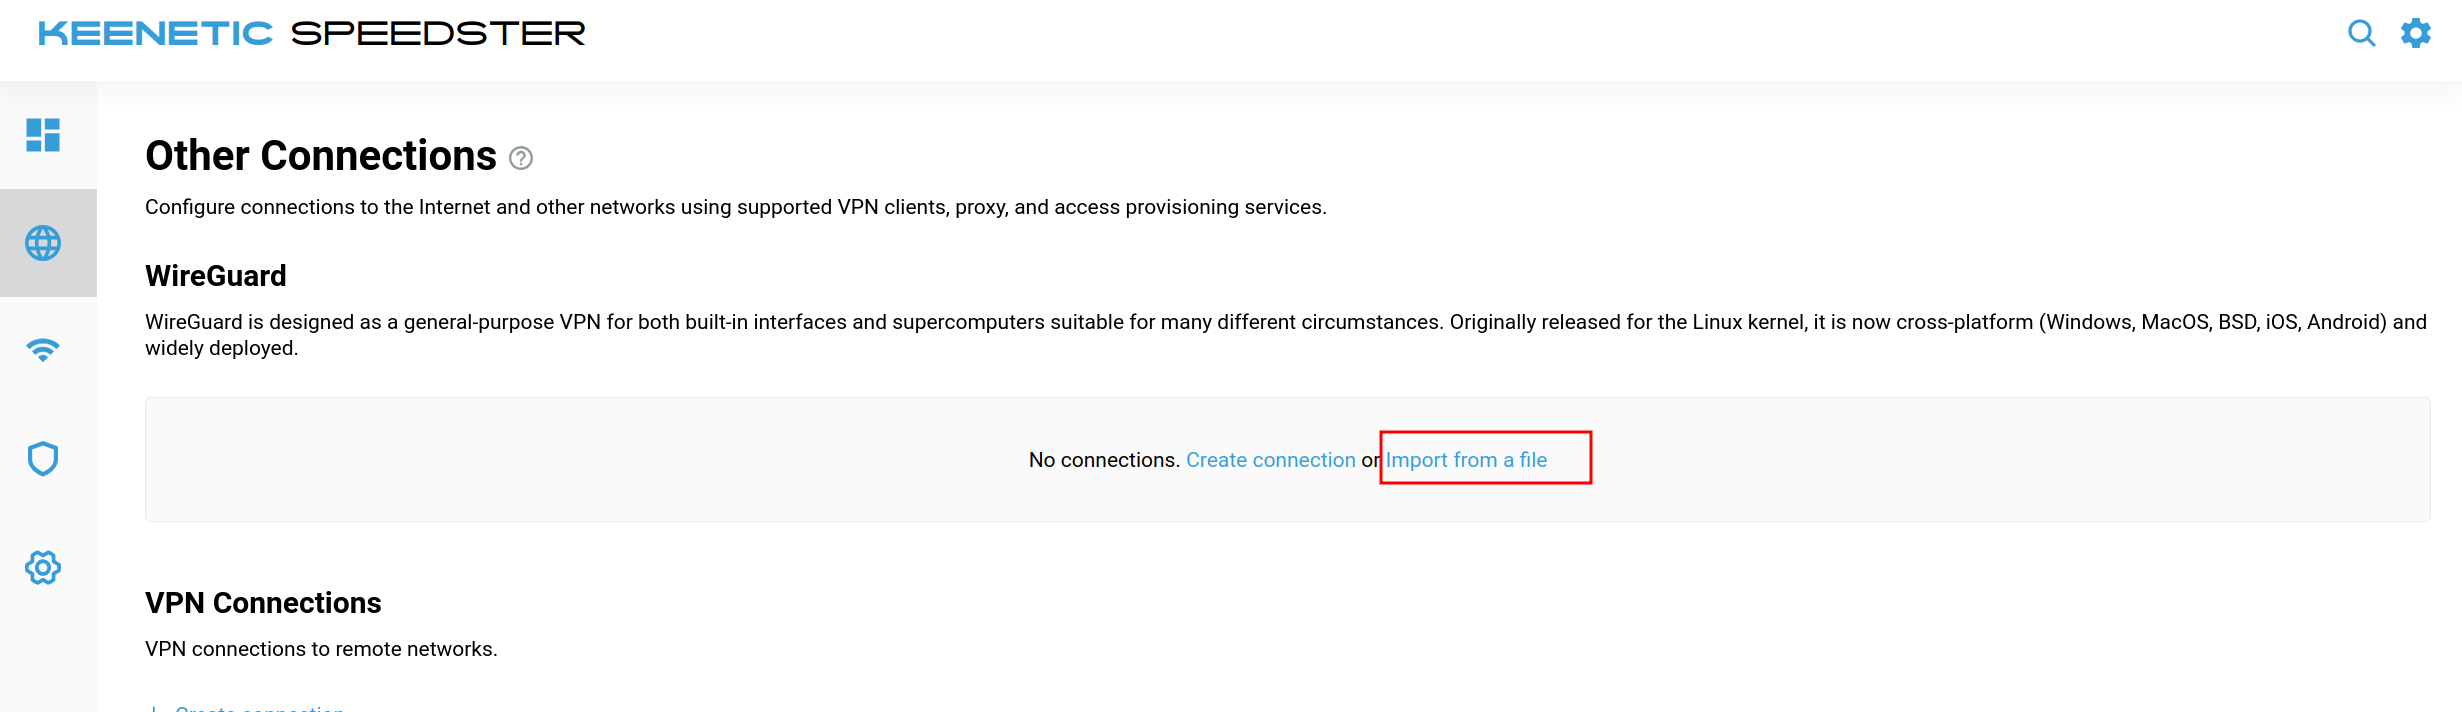 KEENETIC SPEEDSTER
Other Connections ?
Configure connections to the Internet and other networks using supported VPN clients, proxy, and access provisioning services.
WireGuard
WireGuard is designed as a general-purpose VPN for both built-in interfaces and supercomputers suitable for many different circumstances. Originally released for the Linux kernel, it is now cross-platform (Windows, MacOS, BSD, iOS, Android) and
widely deployed.
No connections. Create connection or Import from a file
VPN Connections
VPN connections to remote networks.
Create connection